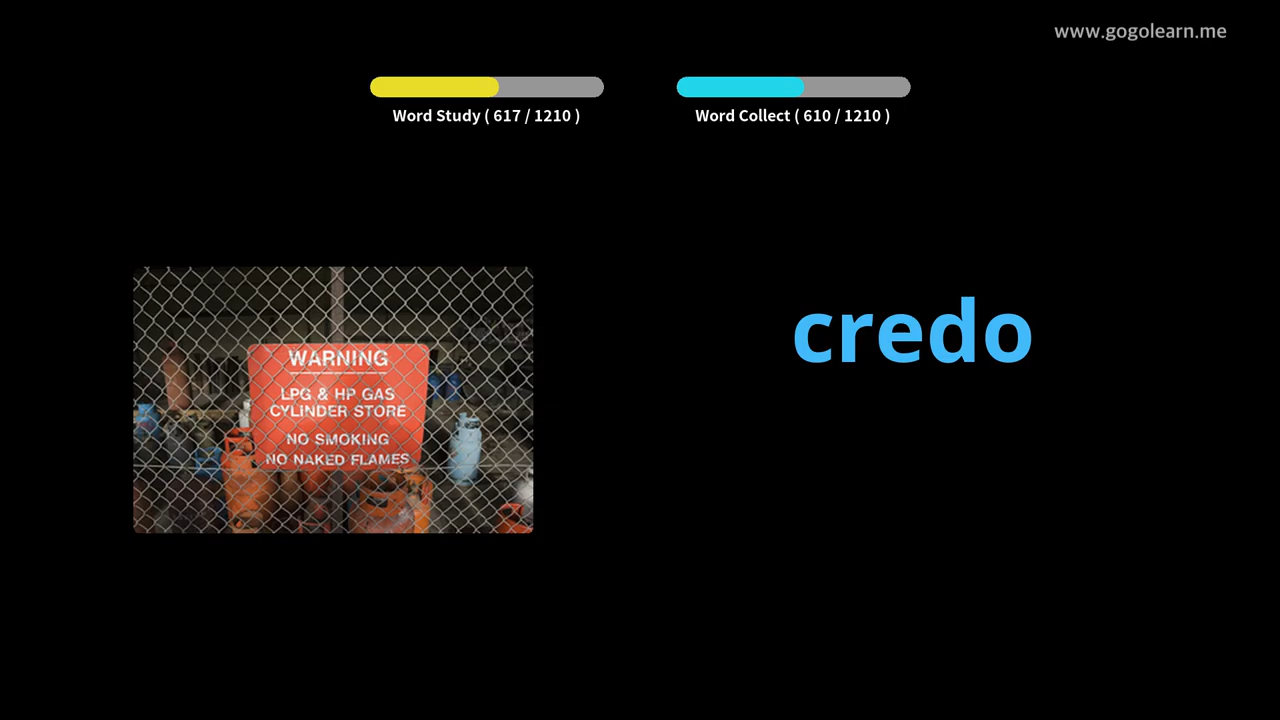 www.gogolearn.me
Word Study ( 617 / 1210 )
Word Collect ( 610 / 1210 )
WARNING
LPG & HP GAS
CYLINDER STORE
NO SMOKING
NO NAKED FLAMES
credo